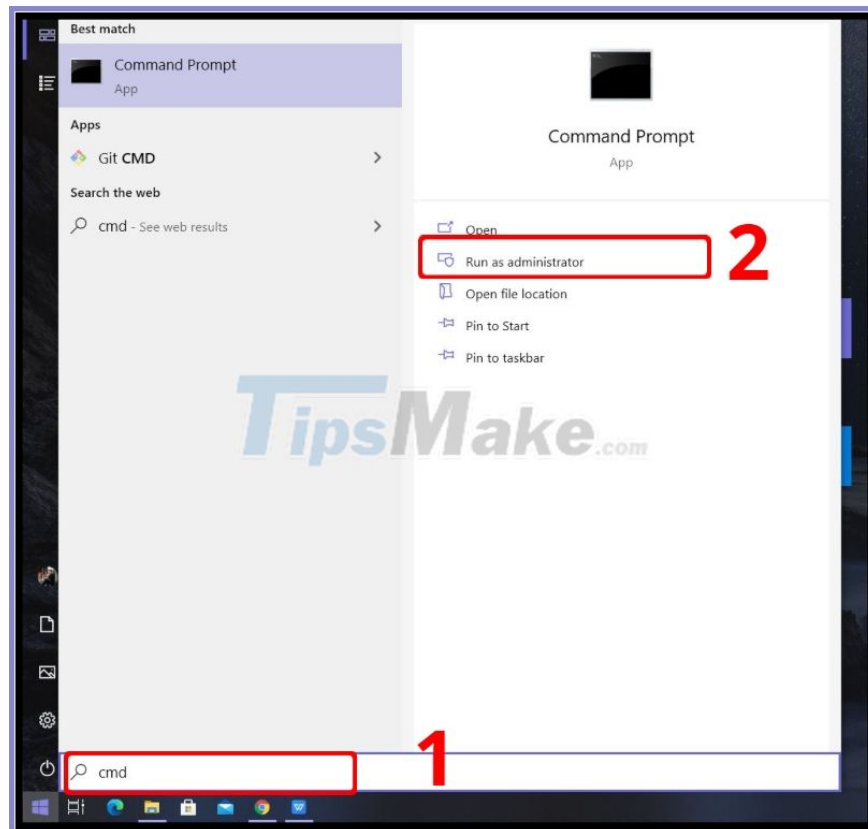 Best match
Command Prompt
App
Apps
Git CMD
Search the web
cmd - See web results
Command Prompt
App
Open
Run as administrator
2
Open file location
Pin to Start
Pin to taskbar
TipsMake.com
1
cmd